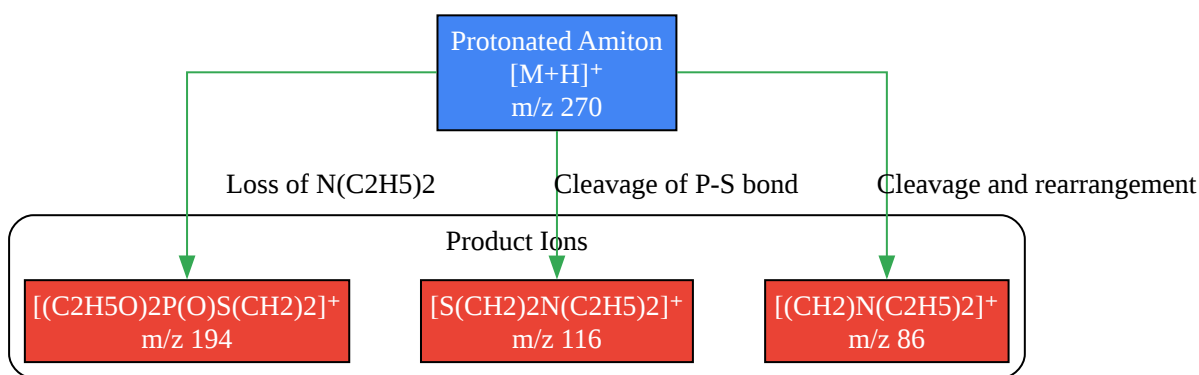 Protonated Amiton
[M+H]⁺
m/z 270
Loss of N(C2H5)2
Cleavage of P-S bond
Cleavage and rearrangement
Product Ions
[(C2H5O)2P(O)S(CH2)2]⁺
m/z 194
[S(CH2)2N(C2H5)2]⁺
m/z 116
[(CH2)N(C2H5)2]⁺
m/z 86